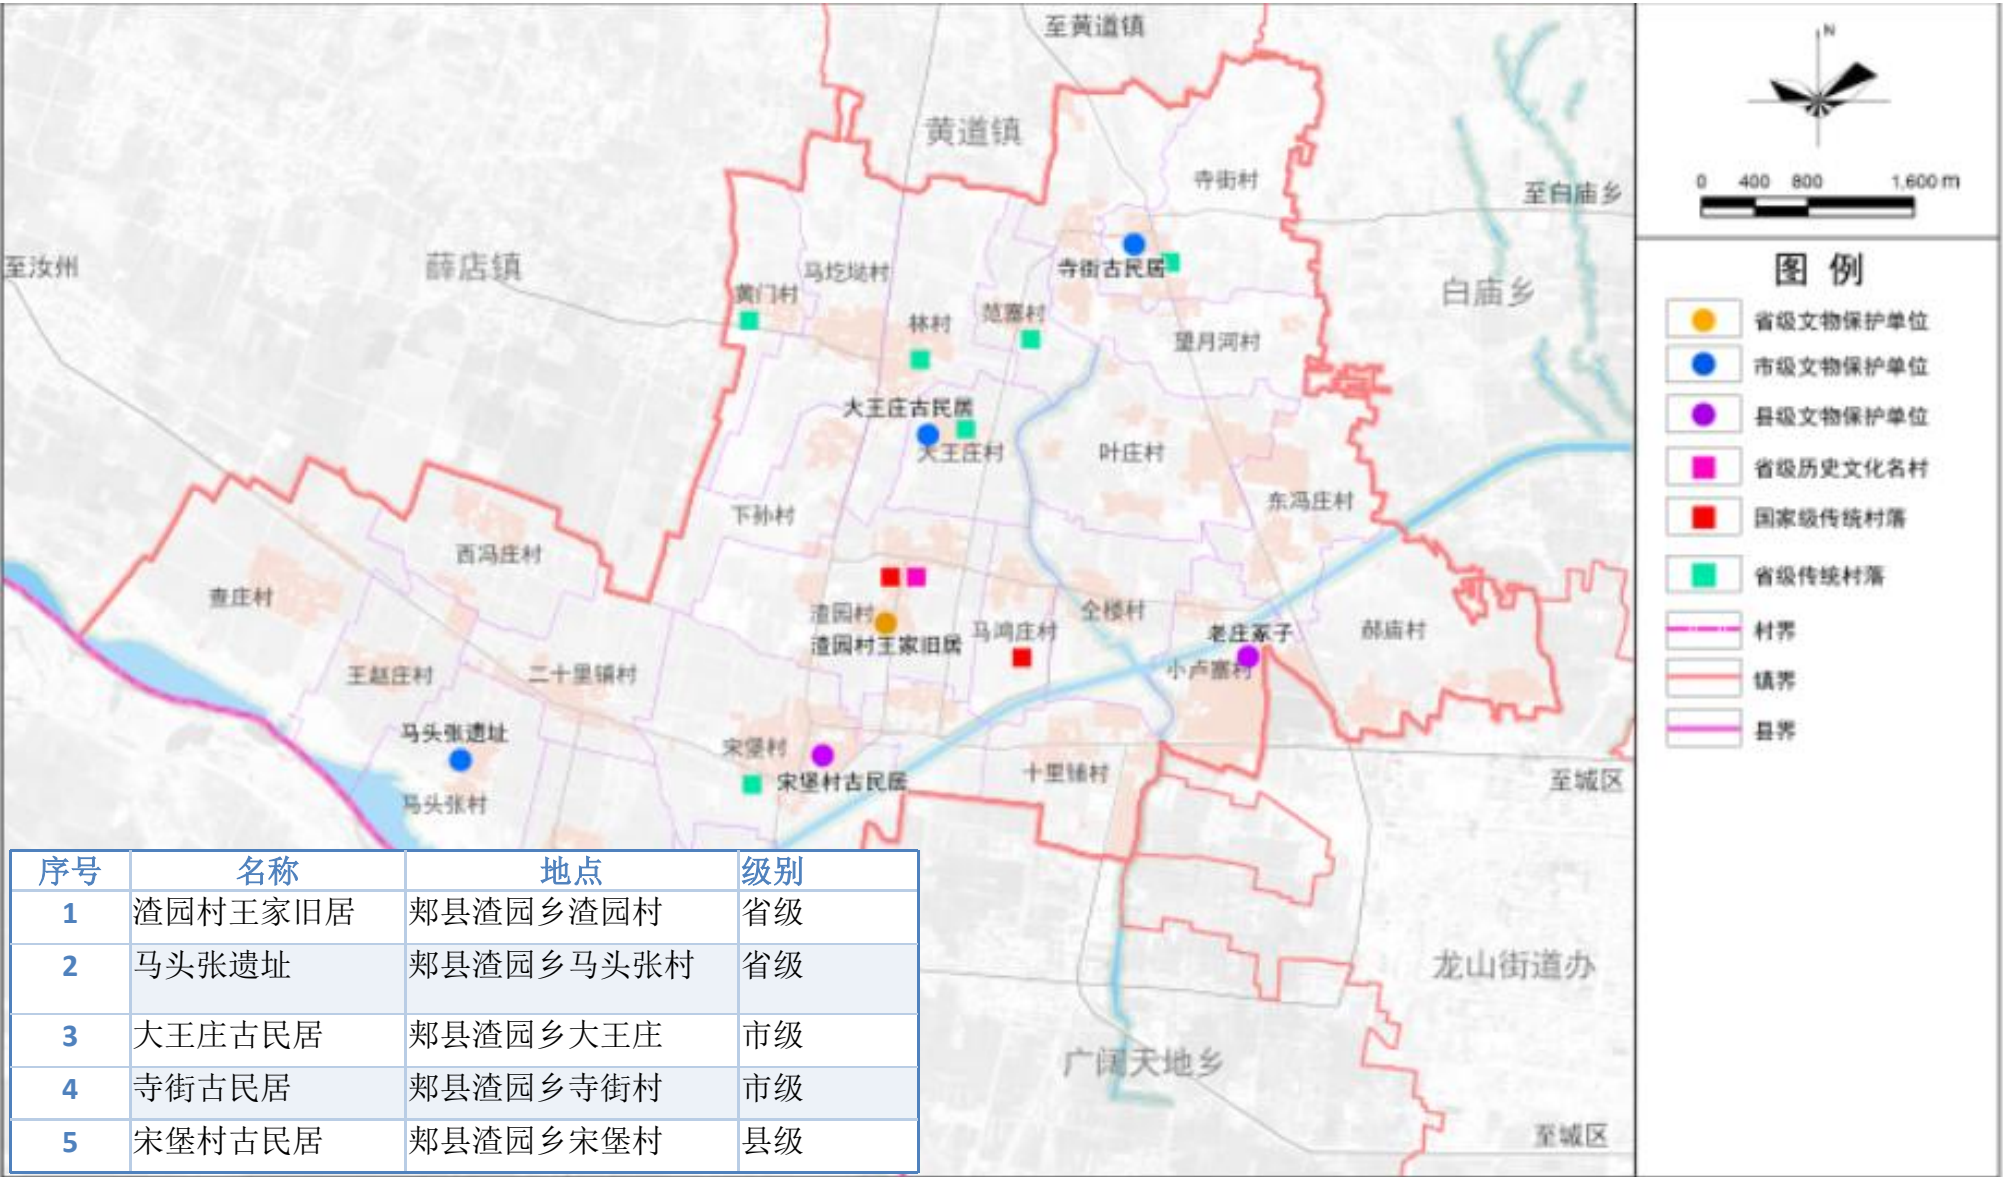 至黄道镇
N
黄道镇
寺街村
0 400 800 1,600 m
至白庙乡
至汝州
薛店镇
马圪垯村
寺街古民居
白庙乡
图 例
黄门村
范寨村
林村
望月河村
省级文物保护单位
市级文物保护单位
大王庄古民居
县级文物保护单位
大王庄村
叶庄村
省级历史文化名村
下孙村
东冯庄村
国家级传统村落
西冯庄村
省级传统村落
查庄村
渣园村
仝楼村
渣园村王家旧居
马鸿庄村
老庄冢子
郝庙村
村界
王赵庄村
二十里铺村
小卢寨村
镇界
马头张遗址
宋堡村
县界
宋堡村古民居
十里铺村
至城区
马头张村
序号 名称 地点 级别
1 渣园村王家旧居 郏县渣园乡渣园村 省级
2 马头张遗址 郏县渣园乡马头张村 省级
3 大王庄古民居 郏县渣园乡大王庄 市级
4 寺街古民居 郏县渣园乡寺街村 市级
5 宋堡村古民居 郏县渣园乡宋堡村 县级
龙山街道办
广阔天地乡
至城区